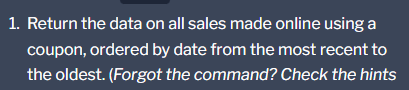 1. Return the data on all sales made online using a
coupon, ordered by date from the most recent to
the oldest. (Forgot the command? Check the hints